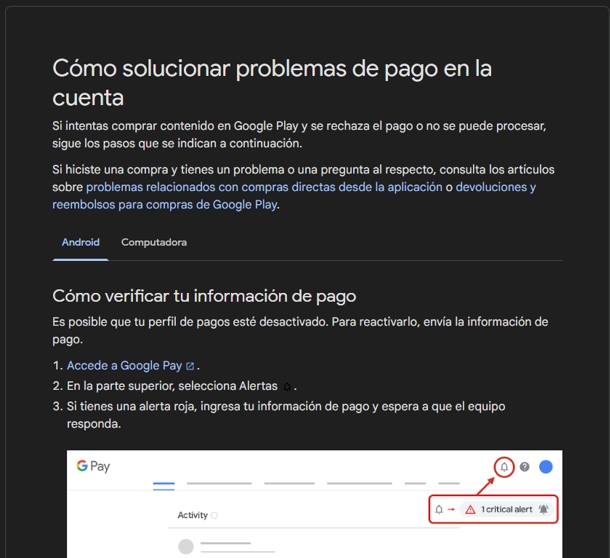 Cómo solucionar problemas de pago en la
cuenta
Si intentas comprar contenido en Google Play y se rechaza el pago o no se puede procesar,
sigue los pasos que se indican a continuación.
Si hiciste una compra y tienes un problema o una pregunta al respecto, consulta los artículos
sobre problemas relacionados con compras directas desde la aplicación o devoluciones y
reembolsos para compras de Google Play.
Android Computadora
Cómo verificar tu información de pago
Es posible que tu perfil de pagos esté desactivado. Para reactivarlo, envía la información de
pago.
1. Accede a Google Pay.
2. En la parte superior, selecciona Alertas.
3. Si tienes una alerta roja, ingresa tu información de pago y espera a que el equipo
responda.
G Pay
Activity
1 critical alert